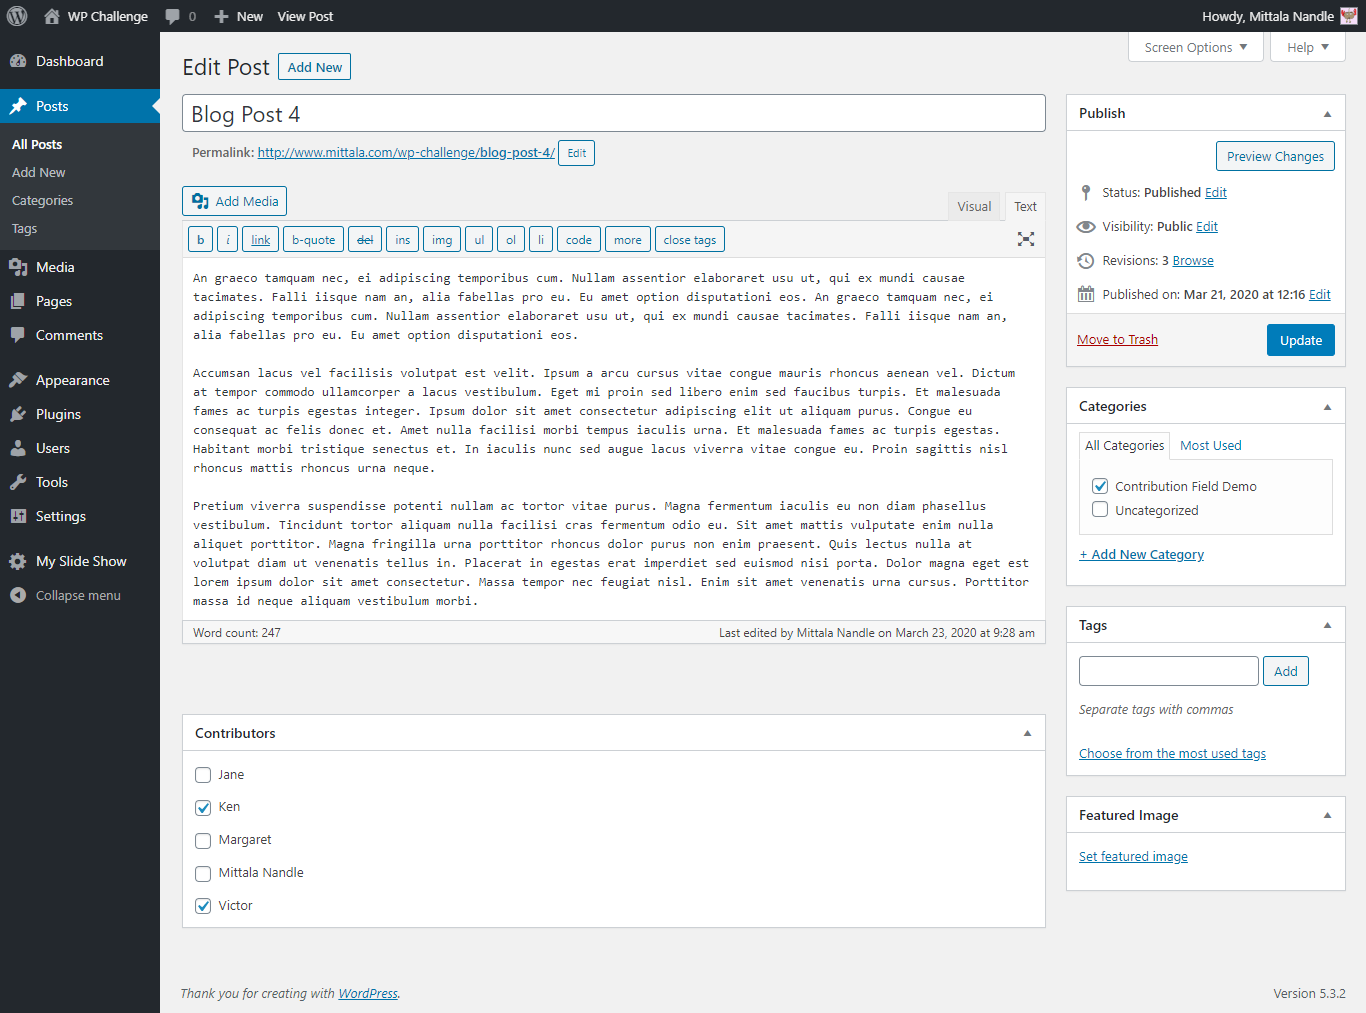 WP Challenge 0 New View Post Howdy, Mittala Nandle
Dashboard
Posts
All Posts
Add New
Categories
Tags
Media
Pages
Comments
Appearance
Plugins
Users
Tools
Settings
My Slide Show
Collapse menu
Screen Options Help
Edit Post Add New
Blog Post 4
Permalink: http://www.mittala.com/wp-challenge/blog-post-4/ Edit
Add Media
Visual Text
b i link b-quote del ins img ul ol li code more close tags
An graeco tamquam nec, ei adipiscing temporibus cum. Nullam assentior elaboraret usu ut, qui ex mundi causae
tacimates. Falli iisque nam an, alia fabellas pro eu. Eu amet option disputationi eos. An graeco tamquam nec, ei
adipiscing temporibus cum. Nullam assentior elaboraret usu ut, qui ex mundi causae tacimates. Falli iisque nam an,
alia fabellas pro eu. Eu amet option disputationi eos.
Accumsan lacus vel facilisis volutpat est velit. Ipsum a arcu cursus vitae congue mauris rhoncus aenean vel. Dictum
at tempor commodo ullamcorper a lacus vestibulum. Eget mi proin sed libero enim sed faucibus turpis. Et malesuada
fames ac turpis egestas integer. Ipsum dolor sit amet consectetur adipiscing elit ut aliquam purus. Congue eu
consequat ac felis donec et. Amet nulla facilisi morbi tempus iaculis urna. Et malesuada fames ac turpis egestas.
Habitant morbi tristique senectus et. In iaculis nunc sed augue lacus viverra vitae congue eu. Proin sagittis nisl
rhoncus mattis rhoncus urna neque.
Pretium viverra suspendisse potenti nullam ac tortor vitae purus. Magna fermentum iaculis eu non diam phasellus
vestibulum. Tincidunt tortor aliquam nulla facilisi cras fermentum odio eu. Sit amet mattis vulputate enim nulla
aliquet porttitor. Magna fringilla urna porttitor rhoncus dolor purus non enim praesent. Quis lectus nulla at
volutpat diam ut venenatis tellus in. Placerat in egestas erat imperdiet sed euismod nisi porta. Dolor magna eget est
lorem ipsum dolor sit amet consectetur. Massa tempor nec feugiat nisl. Enim sit amet venenatis urna cursus. Porttitor
massa id neque aliquam vestibulum morbi.
Word count: 247 Last edited by Mittala Nandle on March 23, 2020 at 9:28 am
Contributors
Jane
Ken
Margaret
Mittala Nandle
Victor
Publish
Preview Changes
Status: Published Edit
Visibility: Public Edit
Revisions: 3 Browse
Published on: Mar 21, 2020 at 12:16 Edit
Move to Trash Update
Categories
All Categories Most Used
Contribution Field Demo
Uncategorized
+ Add New Category
Tags
Add
Separate tags with commas
Choose from the most used tags
Featured Image
Set featured image
Thank you for creating with WordPress. Version 5.3.2